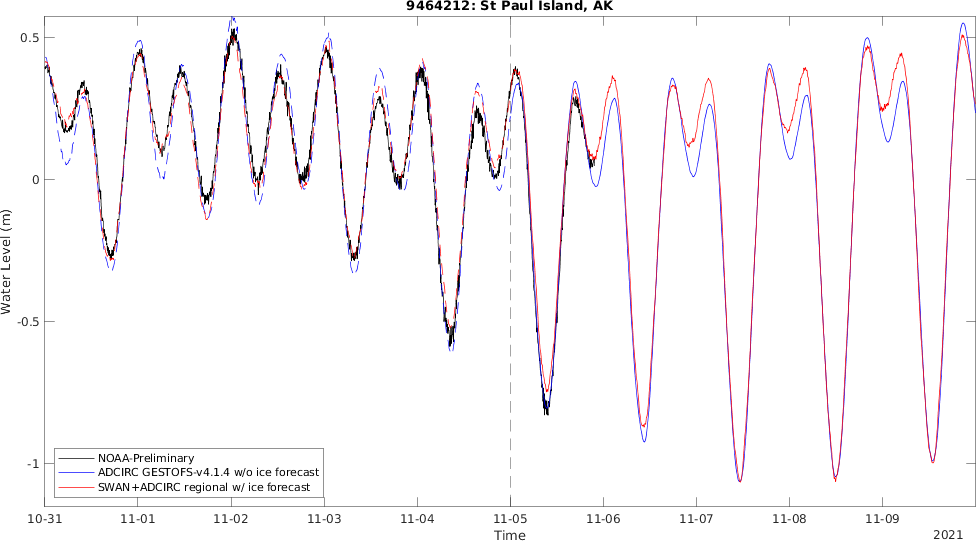 9464212: St Paul Island, AK
0.5
0
-0.5
-1
Water Level (m)
NOAA-Preliminary
ADCIRC GESTOFS-v4.1.4 w/o ice forecast
SWAN+ADCIRC regional w/ ice forecast
10-31 11-01 11-02 11-03 11-04 11-05 11-06 11-07 11-08 11-09
Time
2021